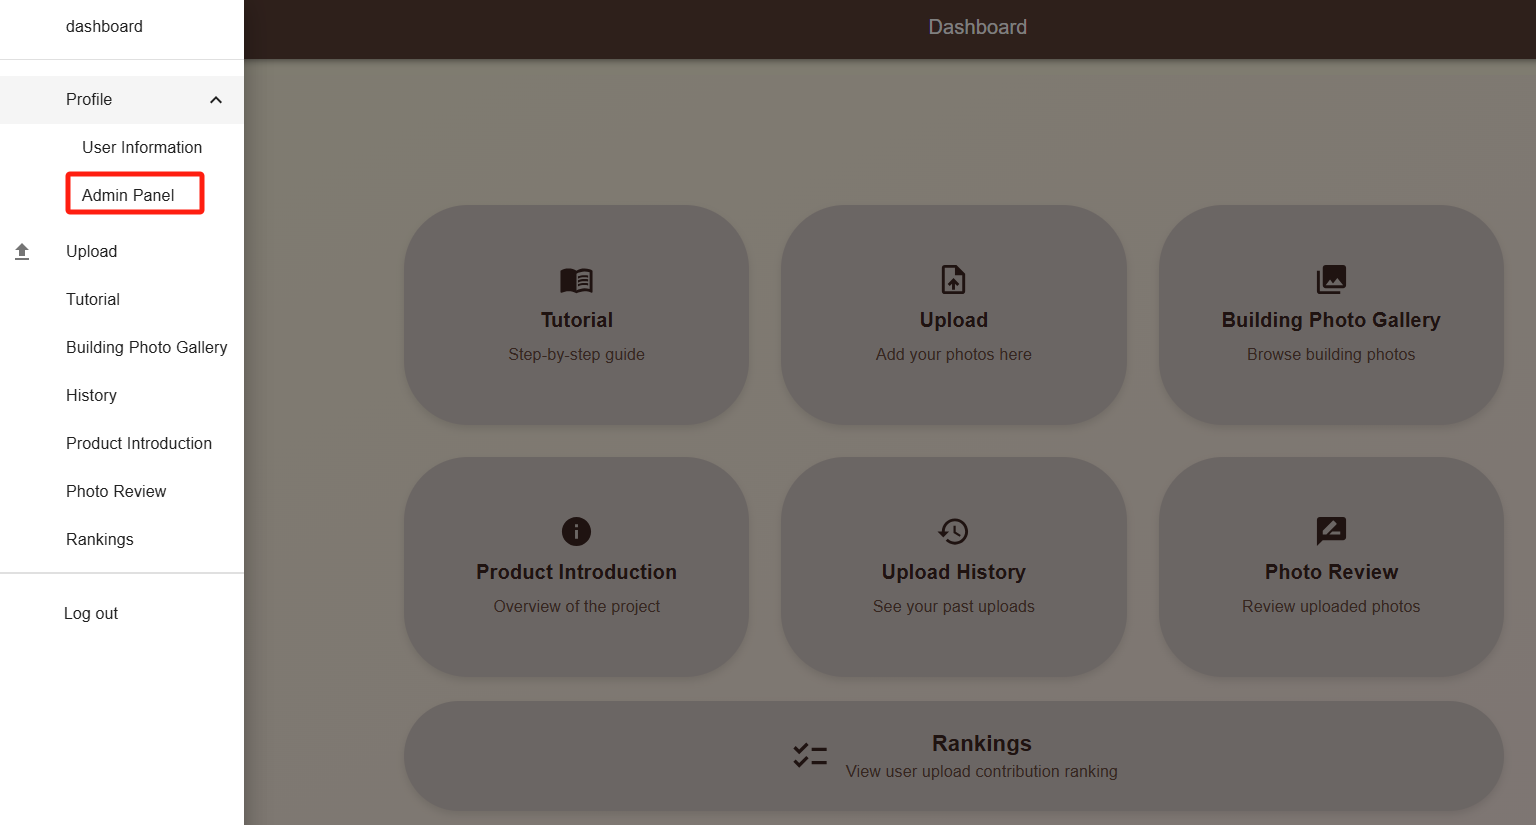 dashboard
Profile
User Information
Admin Panel
Upload
Tutorial
Building Photo Gallery
History
Product Introduction
Photo Review
Rankings
Log out
Dashboard
Tutorial
Step-by-step guide
Upload
Add your photos here
Building Photo Gallery
Browse building photos
Product Introduction
Overview of the project
Upload History
See your past uploads
Photo Review
Review uploaded photos
Rankings
View user upload contribution ranking